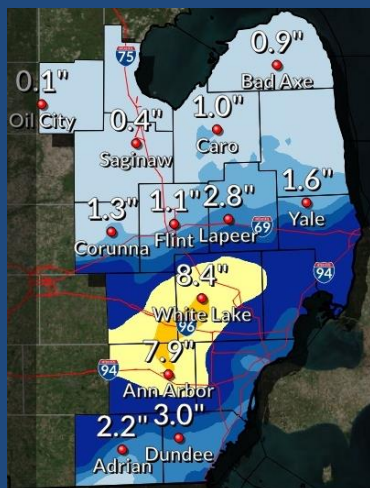 75
0.9"
Bad Axe
0.1"
Oil City
0.4"
Saginaw
1.0"
Caro
1.3"
Corunna
1.1"
Flint
2.8"
Lapeer
69
1.6"
Yale
8.4"
White Lake
94
96
7.9"
94
Ann Arbor
2.2"
Adrian
3.0"
Dundee